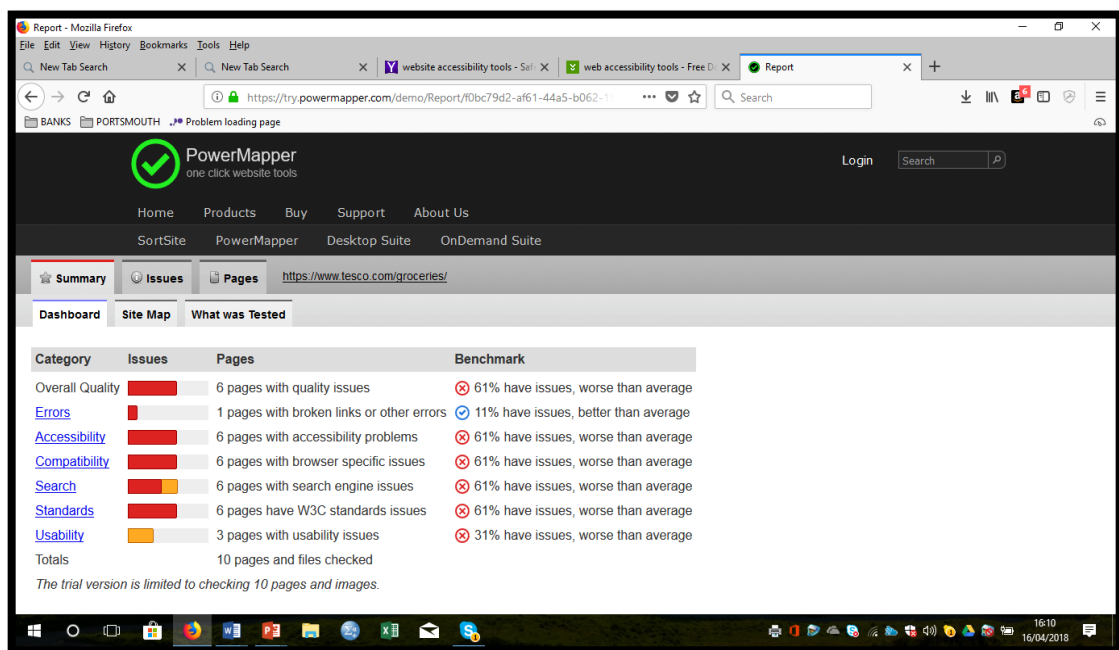 Report - Mozilla Firefox
File Edit View History Bookmarks Tools Help
New Tab Search New Tab Search website accessibility tools - Saf web accessibility tools - Free D Report
https://try.powermapper.com/demo/Report/f0bc79d2-af61-44a5-b062-1 Search
BANKS PORTSMOUTH Problem loading page
PowerMapper
one click website tools
Login Search
Home Products Buy Support About Us
SortSite PowerMapper Desktop Suite OnDemand Suite
Summary Issues Pages https://www.tesco.com/groceries/
Dashboard Site Map What was Tested
Category Issues Pages Benchmark
Overall Quality 6 pages with quality issues 61% have issues, worse than average
Errors 1 pages with broken links or other errors 11% have issues, better than average
Accessibility 6 pages with accessibility problems 61% have issues, worse than average
Compatibility 6 pages with browser specific issues 61% have issues, worse than average
Search 6 pages with search engine issues 61% have issues, worse than average
Standards 6 pages have W3C standards issues 61% have issues, worse than average
Usability 3 pages with usability issues 31% have issues, worse than average
Totals 10 pages and files checked
The trial version is limited to checking 10 pages and images.
16:10
16/04/2018